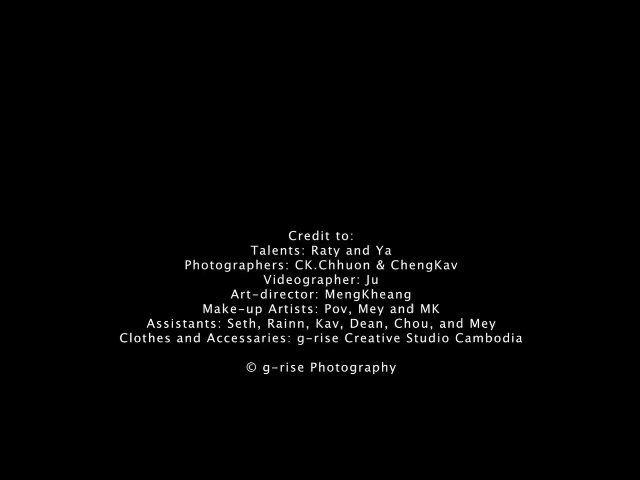 Credit to:
Talents: Raty and Ya
Photographers: CK.Chhuon & ChengKav
Videographer: Ju
Art-director: MengKheang
Make-up Artists: Pov, Mey and MK
Assistants: Seth, Rainn, Kav, Dean, Chou, and Mey
Clothes and Accessaries: g-rise Creative Studio Cambodia
© g-rise Photography